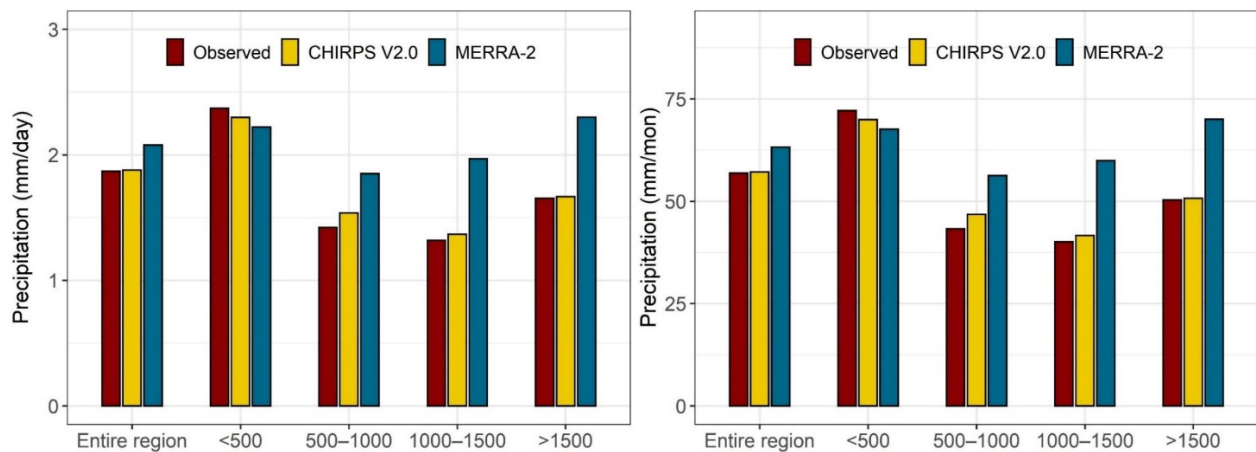 Precipitation (mm/day)
3
2
1
0
Observed CHIRPS V2.0 MERRA-2
Entire region <500 500–1000 1000–1500 >1500
Precipitation (mm/mon)
75
50
25
0
Observed CHIRPS V2.0 MERRA-2
Entire region <500 500–1000 1000–1500 >1500